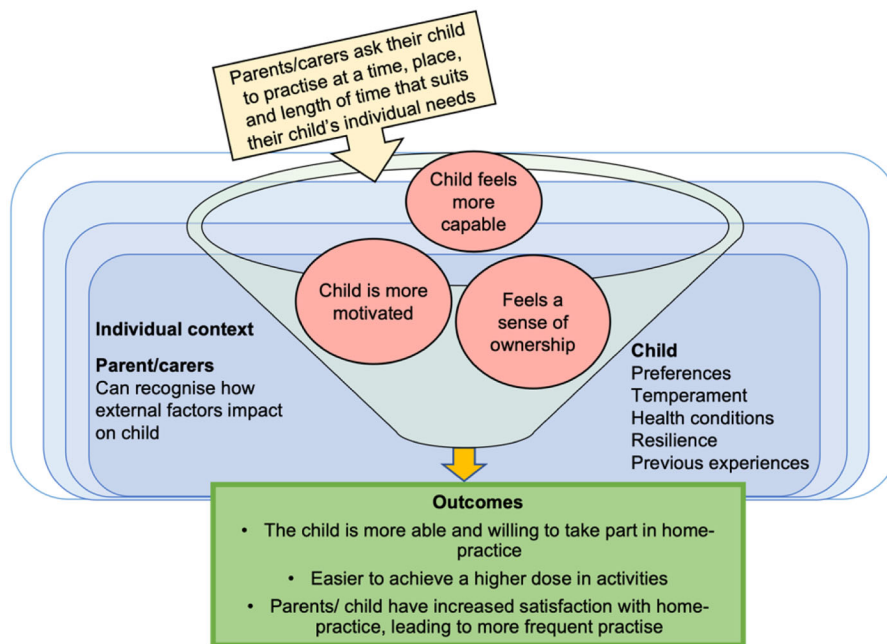 Parents/carers ask their child
to practise at a time, place,
and length of time that suits
their child's individual needs
Child feels
more
capable
Child is more
motivated
Feels a
sense of
ownership
Individual context
Parent/carers
Can recognise how
external factors impact
on child
Child
Preferences
Temperament
Health conditions
Resilience
Previous experiences
Outcomes
• The child is more able and willing to take part in home-
practice
• Easier to achieve a higher dose in activities
• Parents/ child have increased satisfaction with home-
practice, leading to more frequent practise